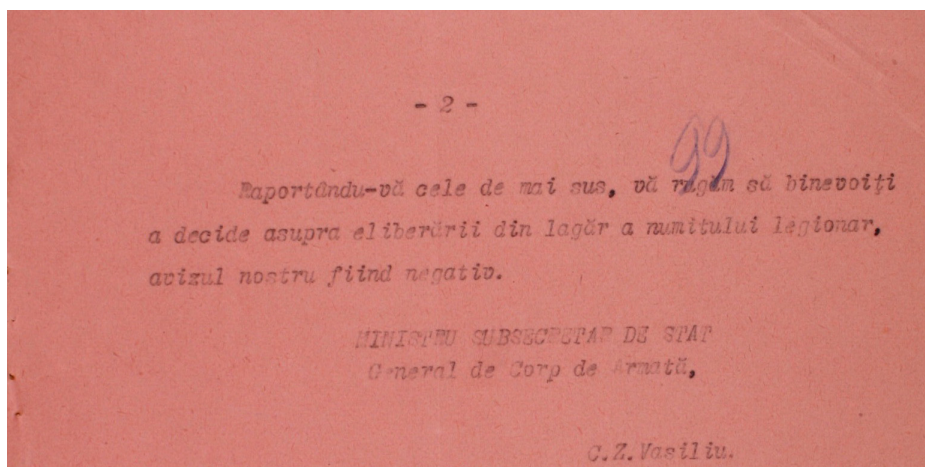 - 2 -
99
Raportându-vă cele de mai sus, vă rugăm să binevoiţi
a decide asupra eliberării din lagăr a numitului legionar,
avizul nostru fiind negativ.
MINISTRU SUBSECRETAR DE STAT
General de Corp de Armată,
C.Z.Vasiliu.